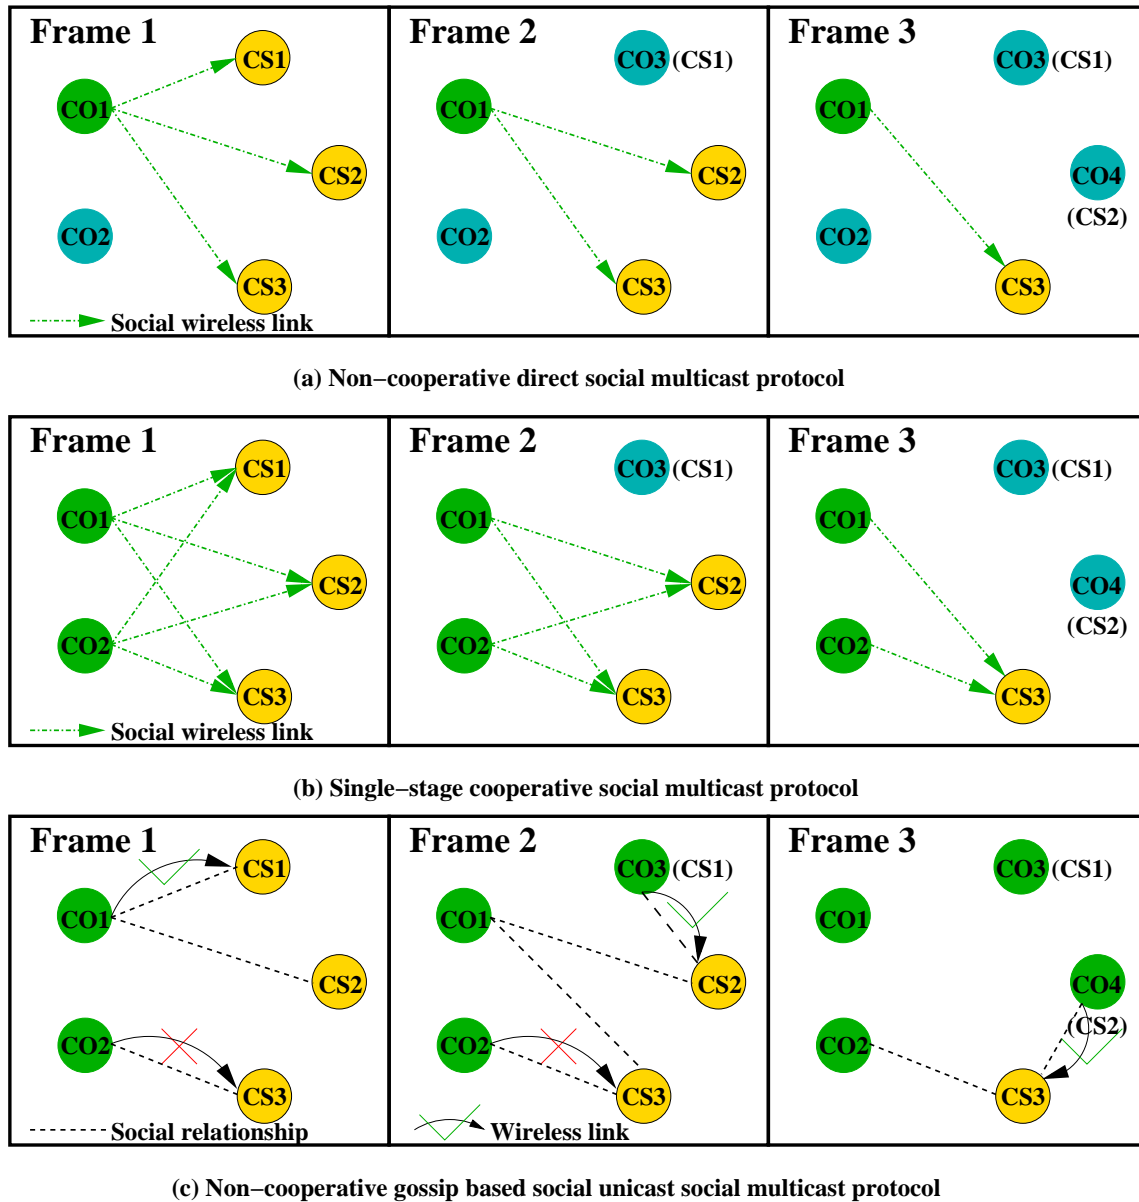 Frame 1
CS1
CO1
CS2
CO2
CS3
Social wireless link
Frame 2
CO3 (CS1)
CO1
CS2
CO2
CS3
Frame 3
CO3 (CS1)
CO1
CO4
(CS2)
CO2
CS3
(a) Non−cooperative direct social multicast protocol
Frame 1
CS1
CO1
CS2
CO2
CS3
Social wireless link
Frame 2
CO3 (CS1)
CO1
CS2
CO2
CS3
Frame 3
CO3 (CS1)
CO1
CO4
(CS2)
CO2
CS3
(b) Single−stage cooperative social multicast protocol
Frame 1
CS1
CO1
CS2
CO2
CS3
Social relationship
Frame 2
CO3 (CS1)
CO1
CS2
CO2
CS3
Wireless link
Frame 3
CO3 (CS1)
CO1
CO4
(CS2)
CO2
CS3
(c) Non−cooperative gossip based social unicast social multicast protocol